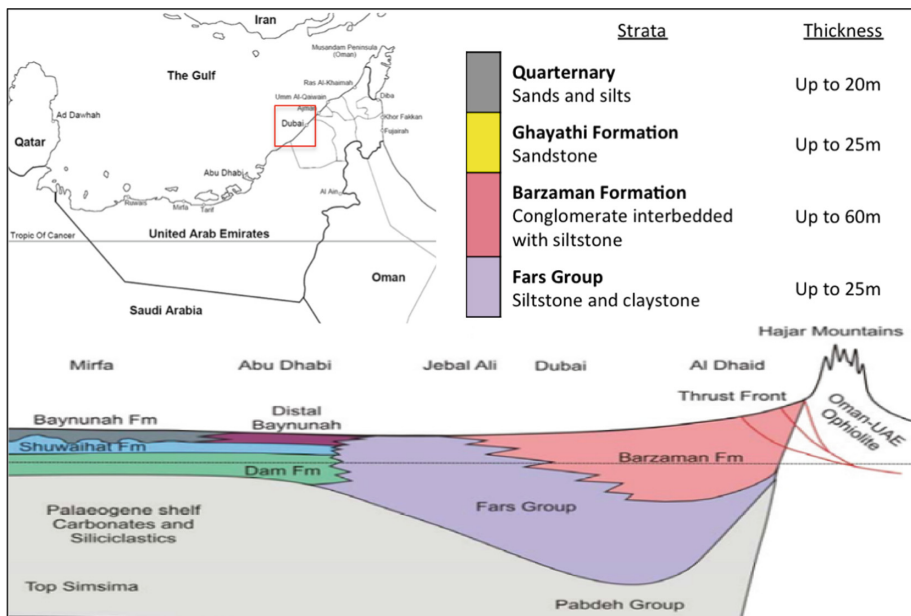 Iran
Musandam Peninsula
(Oman)
The Gulf
Ras Al-Khaimah
Umm Al-Qaiwain
Ajman
Diba
Dubai
Khor Fakkan
Fujairah
Ad Dawhah
Qatar
Abu Dhabi
Al Ain
Ruwais
Mirfa
Tarif
Tropic Of Cancer
United Arab Emirates
Oman
Saudi Arabia
Strata
Thickness
Quarternary
Sands and silts
Up to 20m
Ghayathi Formation
Sandstone
Up to 25m
Barzaman Formation
Conglomerate interbedded
with siltstone
Up to 60m
Fars Group
Siltstone and claystone
Up to 25m
Hajar Mountains
Mirfa
Abu Dhabi
Jebal Ali
Dubai
Al Dhaid
Thrust Front
Oman-UAE
Ophiolite
Baynunah Fm
Distal
Baynunah
Shuwaihat Fm
Dam Fm
Barzaman Fm
Fars Group
Palaeogene shelf
Carbonates and
Siliciclastics
Top Simsima
Pabdeh Group